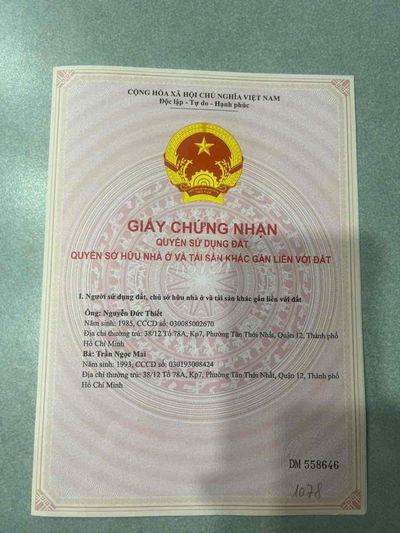 CỘNG HÒA XÃ HỘI CHỦ NGHĨA VIỆT NAM
Độc lập - Tự do - Hạnh phúc
GIẤY CHỨNG NHẬN
QUYỀN SỬ DỤNG ĐẤT,
QUYỀN SỞ HỮU NHÀ Ở VÀ TÀI SẢN KHÁC GẮN LIỀN VỚI ĐẤT
I. Người sử dụng đất, chủ sở hữu nhà ở và tài sản khác gắn liền với đất
Ông: Nguyễn Đức Thiết
Năm sinh: 1985, CCCD số: 030085002670
Địa chỉ thường trú: 38/12 Tổ 78A, Kp7, Phường Tân Thới Nhất, Quận 12, Thành phố
Hồ Chí Minh
Bà: Trần Ngọc Mai
Năm sinh: 1993, CCCD số: 030193008424
Địa chỉ thường trú: 38/12 Tổ 78A, Kp7, Phường Tân Thới Nhất, Quận 12, Thành phố
Hồ Chí Minh
DM 558646
1078